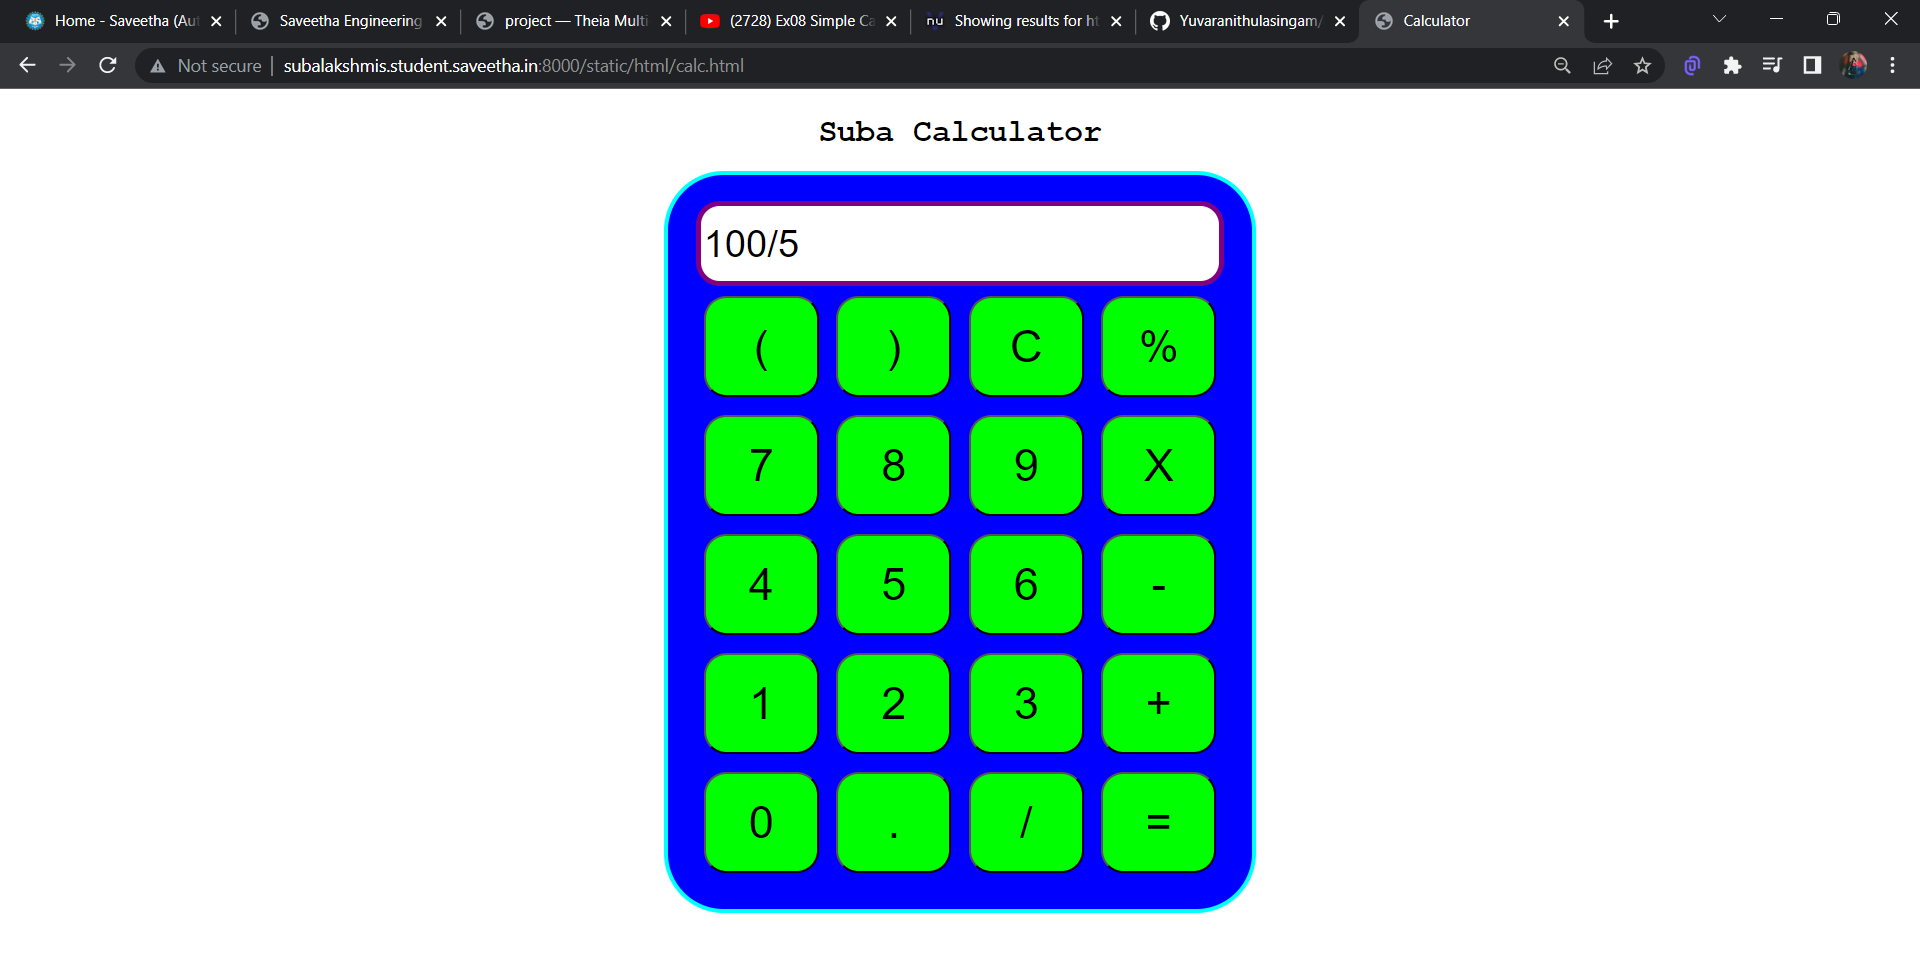 Home - Saveetha (Aut
Saveetha Engineering
project — Theia Multi
(2728) Ex08 Simple Ca
nu Showing results for ht
Yuvaranithulasingam/
Calculator
Not secure | subalakshmis.student.saveetha.in:8000/static/html/calc.html
Suba Calculator
100/5
( ) C %
7 8 9 X
4 5 6 -
1 2 3 +
0 . / =